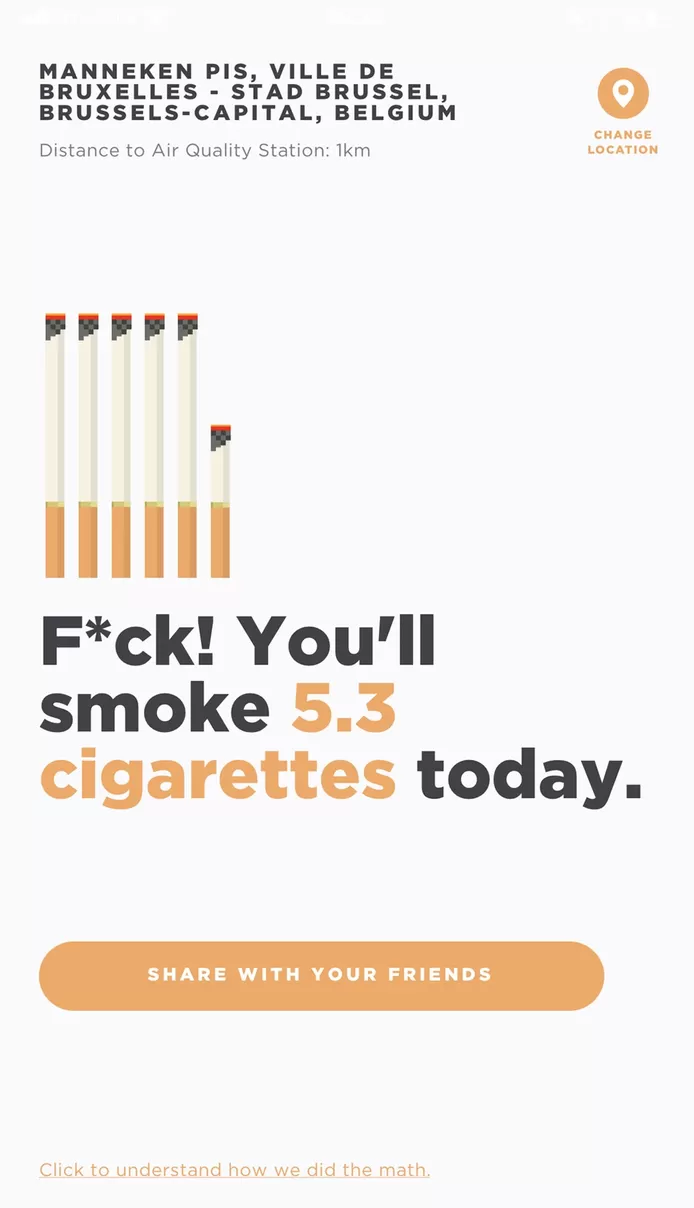 MANNEKEN PIS, VILLE DE
BRUXELLES - STAD BRUSSEL,
BRUSSELS-CAPITAL, BELGIUM
Distance to Air Quality Station: 1km
CHANGE
LOCATION
F*ck! You'll
smoke 5.3
cigarettes today.
SHARE WITH YOUR FRIENDS
Click to understand how we did the math.